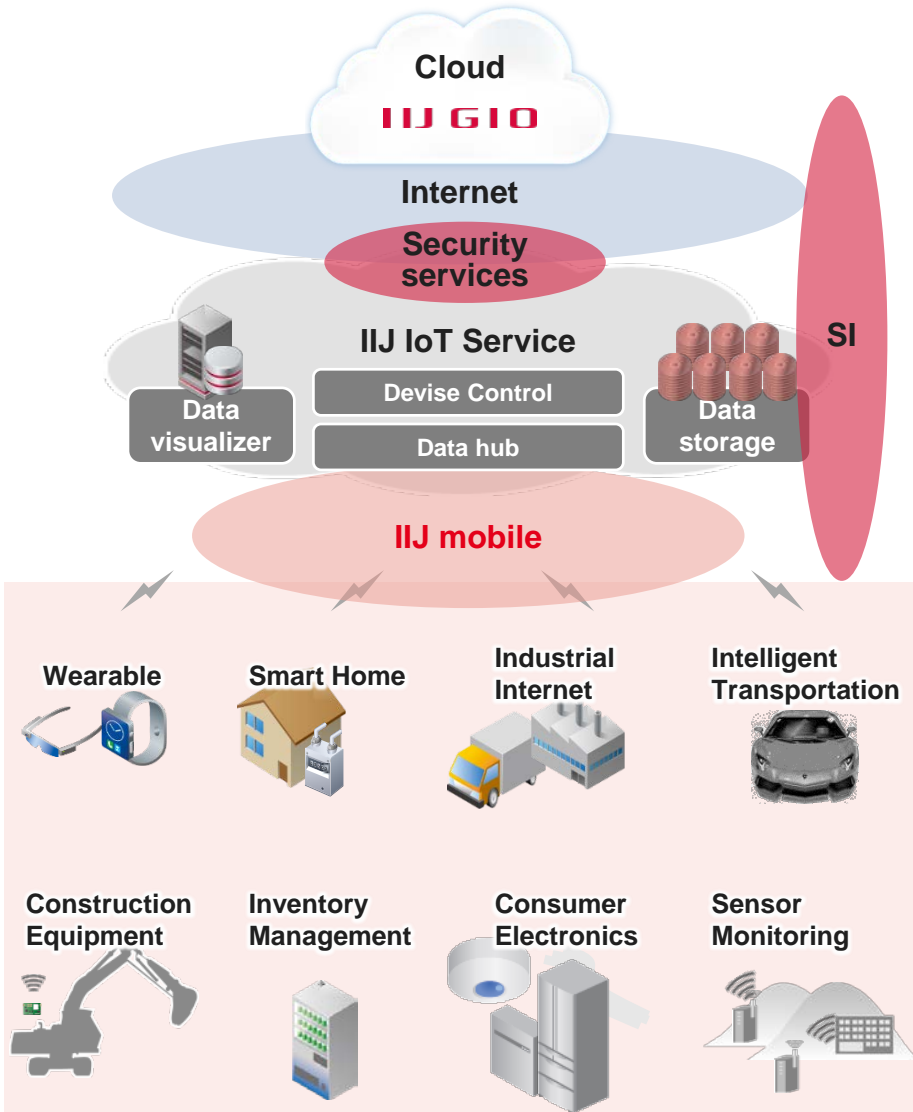 Cloud
IIJ GIO
Internet
Security
services
IIJ IoT Service
SI
Devise Control
Data
visualizer
Data hub
Data
storage
IIJ mobile
Wearable
Smart Home
Industrial
Internet
Intelligent
Transportation
Construction
Equipment
Inventory
Management
Consumer
Electronics
Sensor
Monitoring